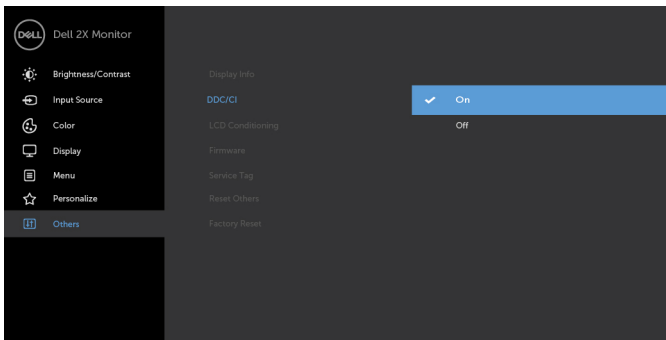 DELL Dell 2X Monitor
Brightness/Contrast
Input Source
Color
Display
Menu
Personalize
Others
Display Info
DDC/CI
LCD Conditioning
Firmware
Service Tag
Reset Others
Factory Reset
On
Off